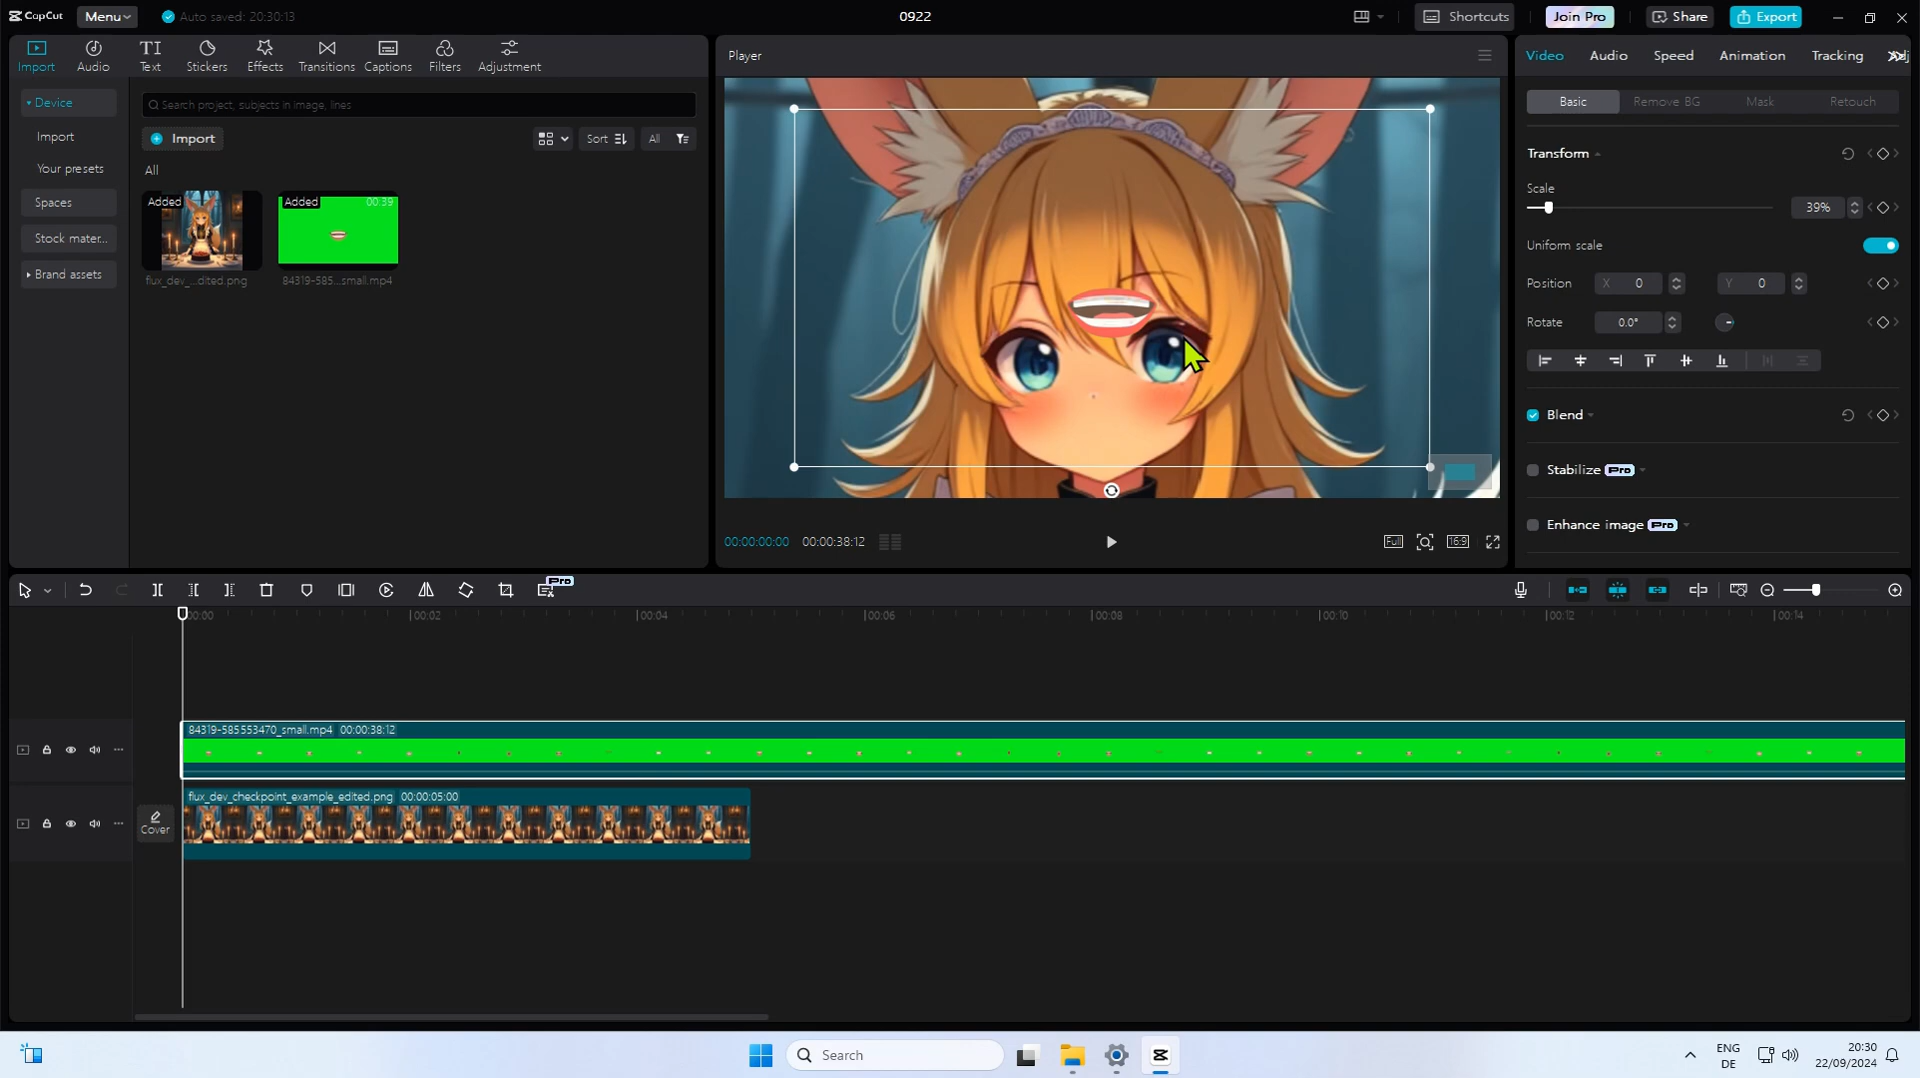 CapCut
Menu
Auto saved: 20:30:13
0922
Shortcuts
Join Pro
Share
Export
Import
Audio
Text
Stickers
Effects
Transitions
Captions
Filters
Adjustment
Device
Import
Your presets
Spaces
Stock mater...
Brand assets
Search project, subjects in image, lines
Import
Sort
All
All
Added
flux_dev_...dited.png
Added
00:39
84319-585...small.mp4
Player
00:00:00:00
00:00:38:12
Full
16:9
Video
Audio
Speed
Animation
Tracking
Basic
Remove BG
Mask
Retouch
Transform
Scale
39%
Uniform scale
Position
X 0
Y 0
Rotate
0.0°
Blend
Stabilize Pro
Enhance image Pro
Pro
00:00
00:02
00:04
00:06
00:08
00:10
00:12
00:14
84319-585553470_small.mp4 00:00:38:12
Cover
flux_dev_checkpoint_example_edited.png 00:00:05:00
Search
ENG
DE
20:30
22/09/2024